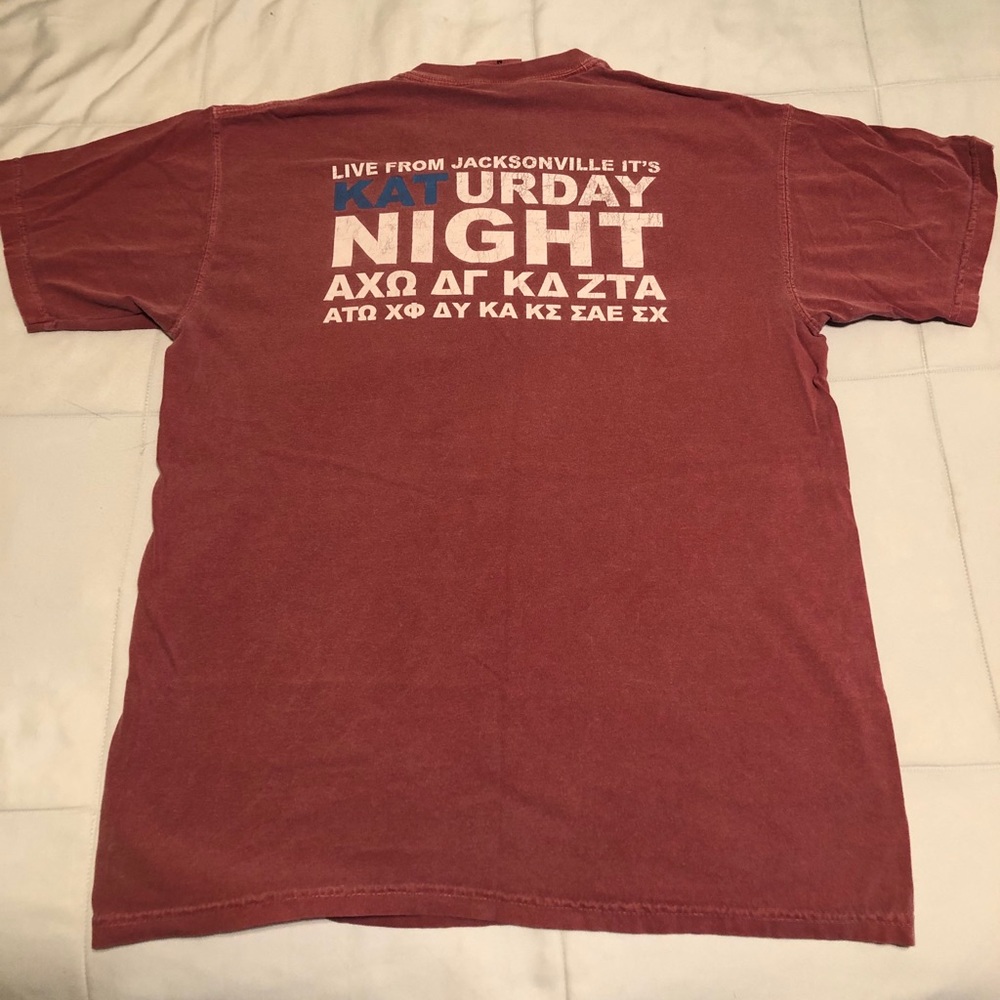 LIVE FROM JACKSONVILLE IT'S
KATURDAY
NIGHT
ΑΧΩ ΔΓ ΚΔ ΖΤΑ
ΑΤΩ ΧΦ ΔΥ ΚΑ ΚΣ ΣΑΕ ΣΧ